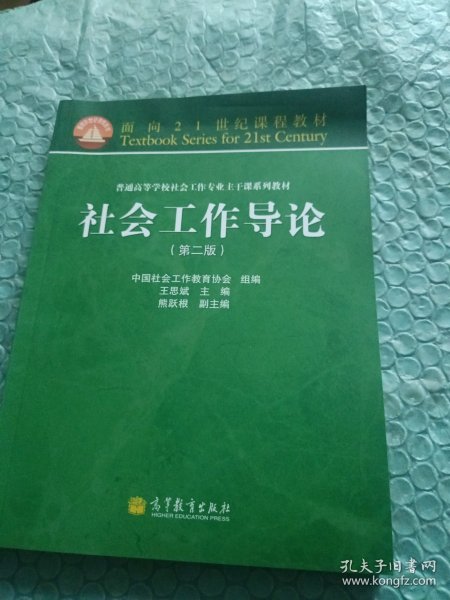 面向21世纪课程教材
Textbook Series for 21st Century
普通高等学校社会工作专业主干课系列教材
社会工作导论
(第二版)
中国社会工作教育协会 组编
王思斌 主 编
熊跃根 副主编
高等教育出版社
HIGHER EDUCATION PRESS
孔夫子旧书网
www.kongfz.com